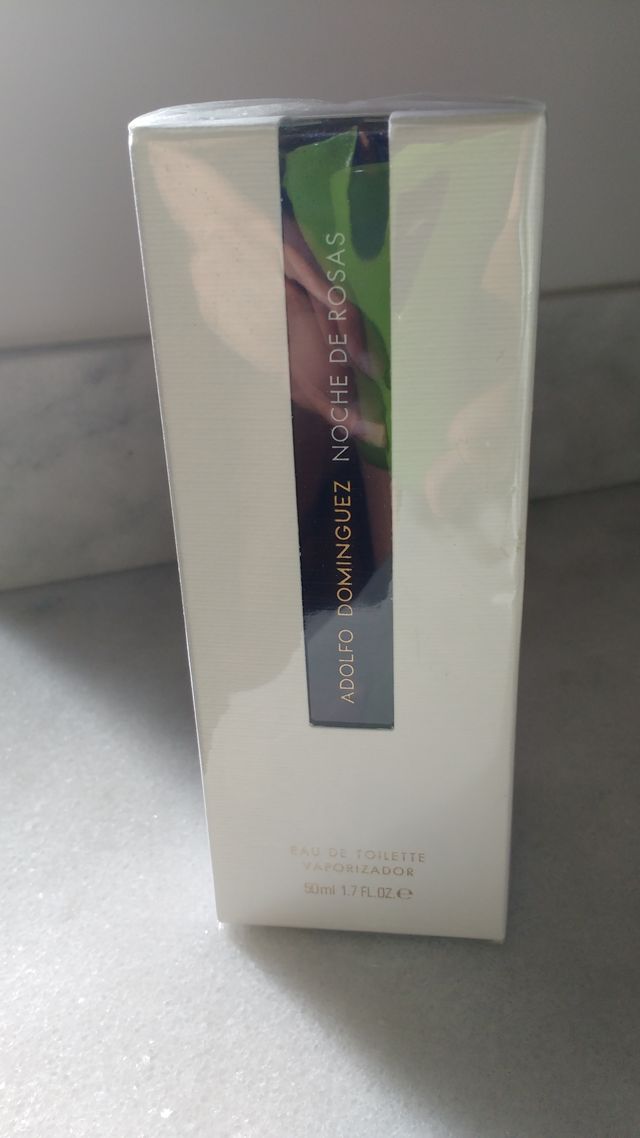 ADOLFO DOMINGUEZ NOCHE DE ROSAS
EAU DE TOILETTE
VAPORIZADOR
50ml 1.7 FL.OZ.℮